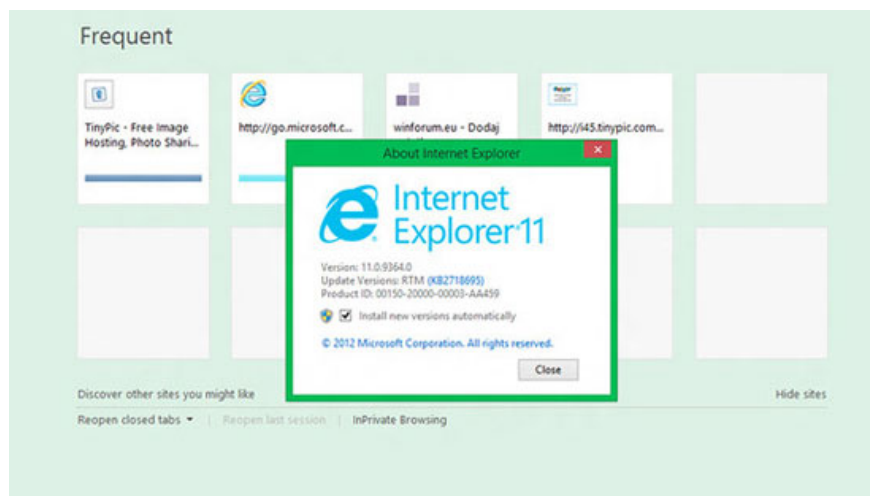 Frequent
TinyPic - Free Image
Hosting, Photo Shari...
http://go.microsoft.c...
winforum.eu - Dodaj
http://i45.tinypic.com...
About Internet Explorer
Internet
Explorer 11
Version: 11.0.9364.0
Update Versions: RTM (KB2718695)
Product ID: 00150-20000-00003-AA459
Install new versions automatically
© 2012 Microsoft Corporation. All rights reserved.
Close
Discover other sites you might like
Hide sites
Reopen closed tabs
Reopen last session
InPrivate Browsing